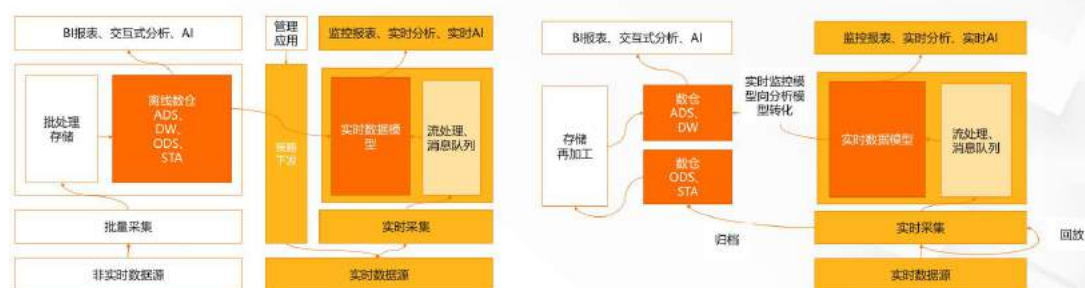 BI报表、交互式分析、AI
批处理
存储
离线数仓
ADS、
DW、
ODS、
STA
批量采集
非实时数据源
管理
应用
策略
下发
监控报表、实时分析、实时AI
实时数据模
型
流处理、
消息队列
实时采集
实时数据源
BI报表、交互式分析、AI
存储
再加工
数仓
ADS、
DW
数仓
ODS、
STA
归档
实时监控模
型向分析模
型转化
监控报表、实时分析、实时AI
实时数据模型
流处理、
消息队列
实时采集
回放
实时数据源